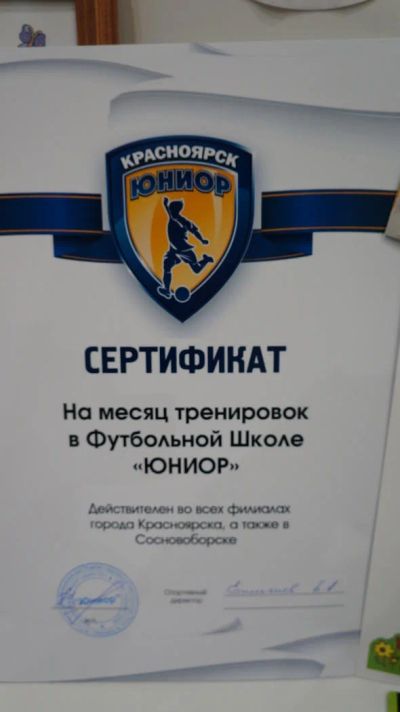 КРАСНОЯРСК
ЮНИОР
СЕРТИФИКАТ
На месяц тренировок
в Футбольной Школе
«ЮНИОР»
Действителен во всех филиалах
города Красноярска, а также в
Сосновоборске
Спортивный
директор
"Юниор"